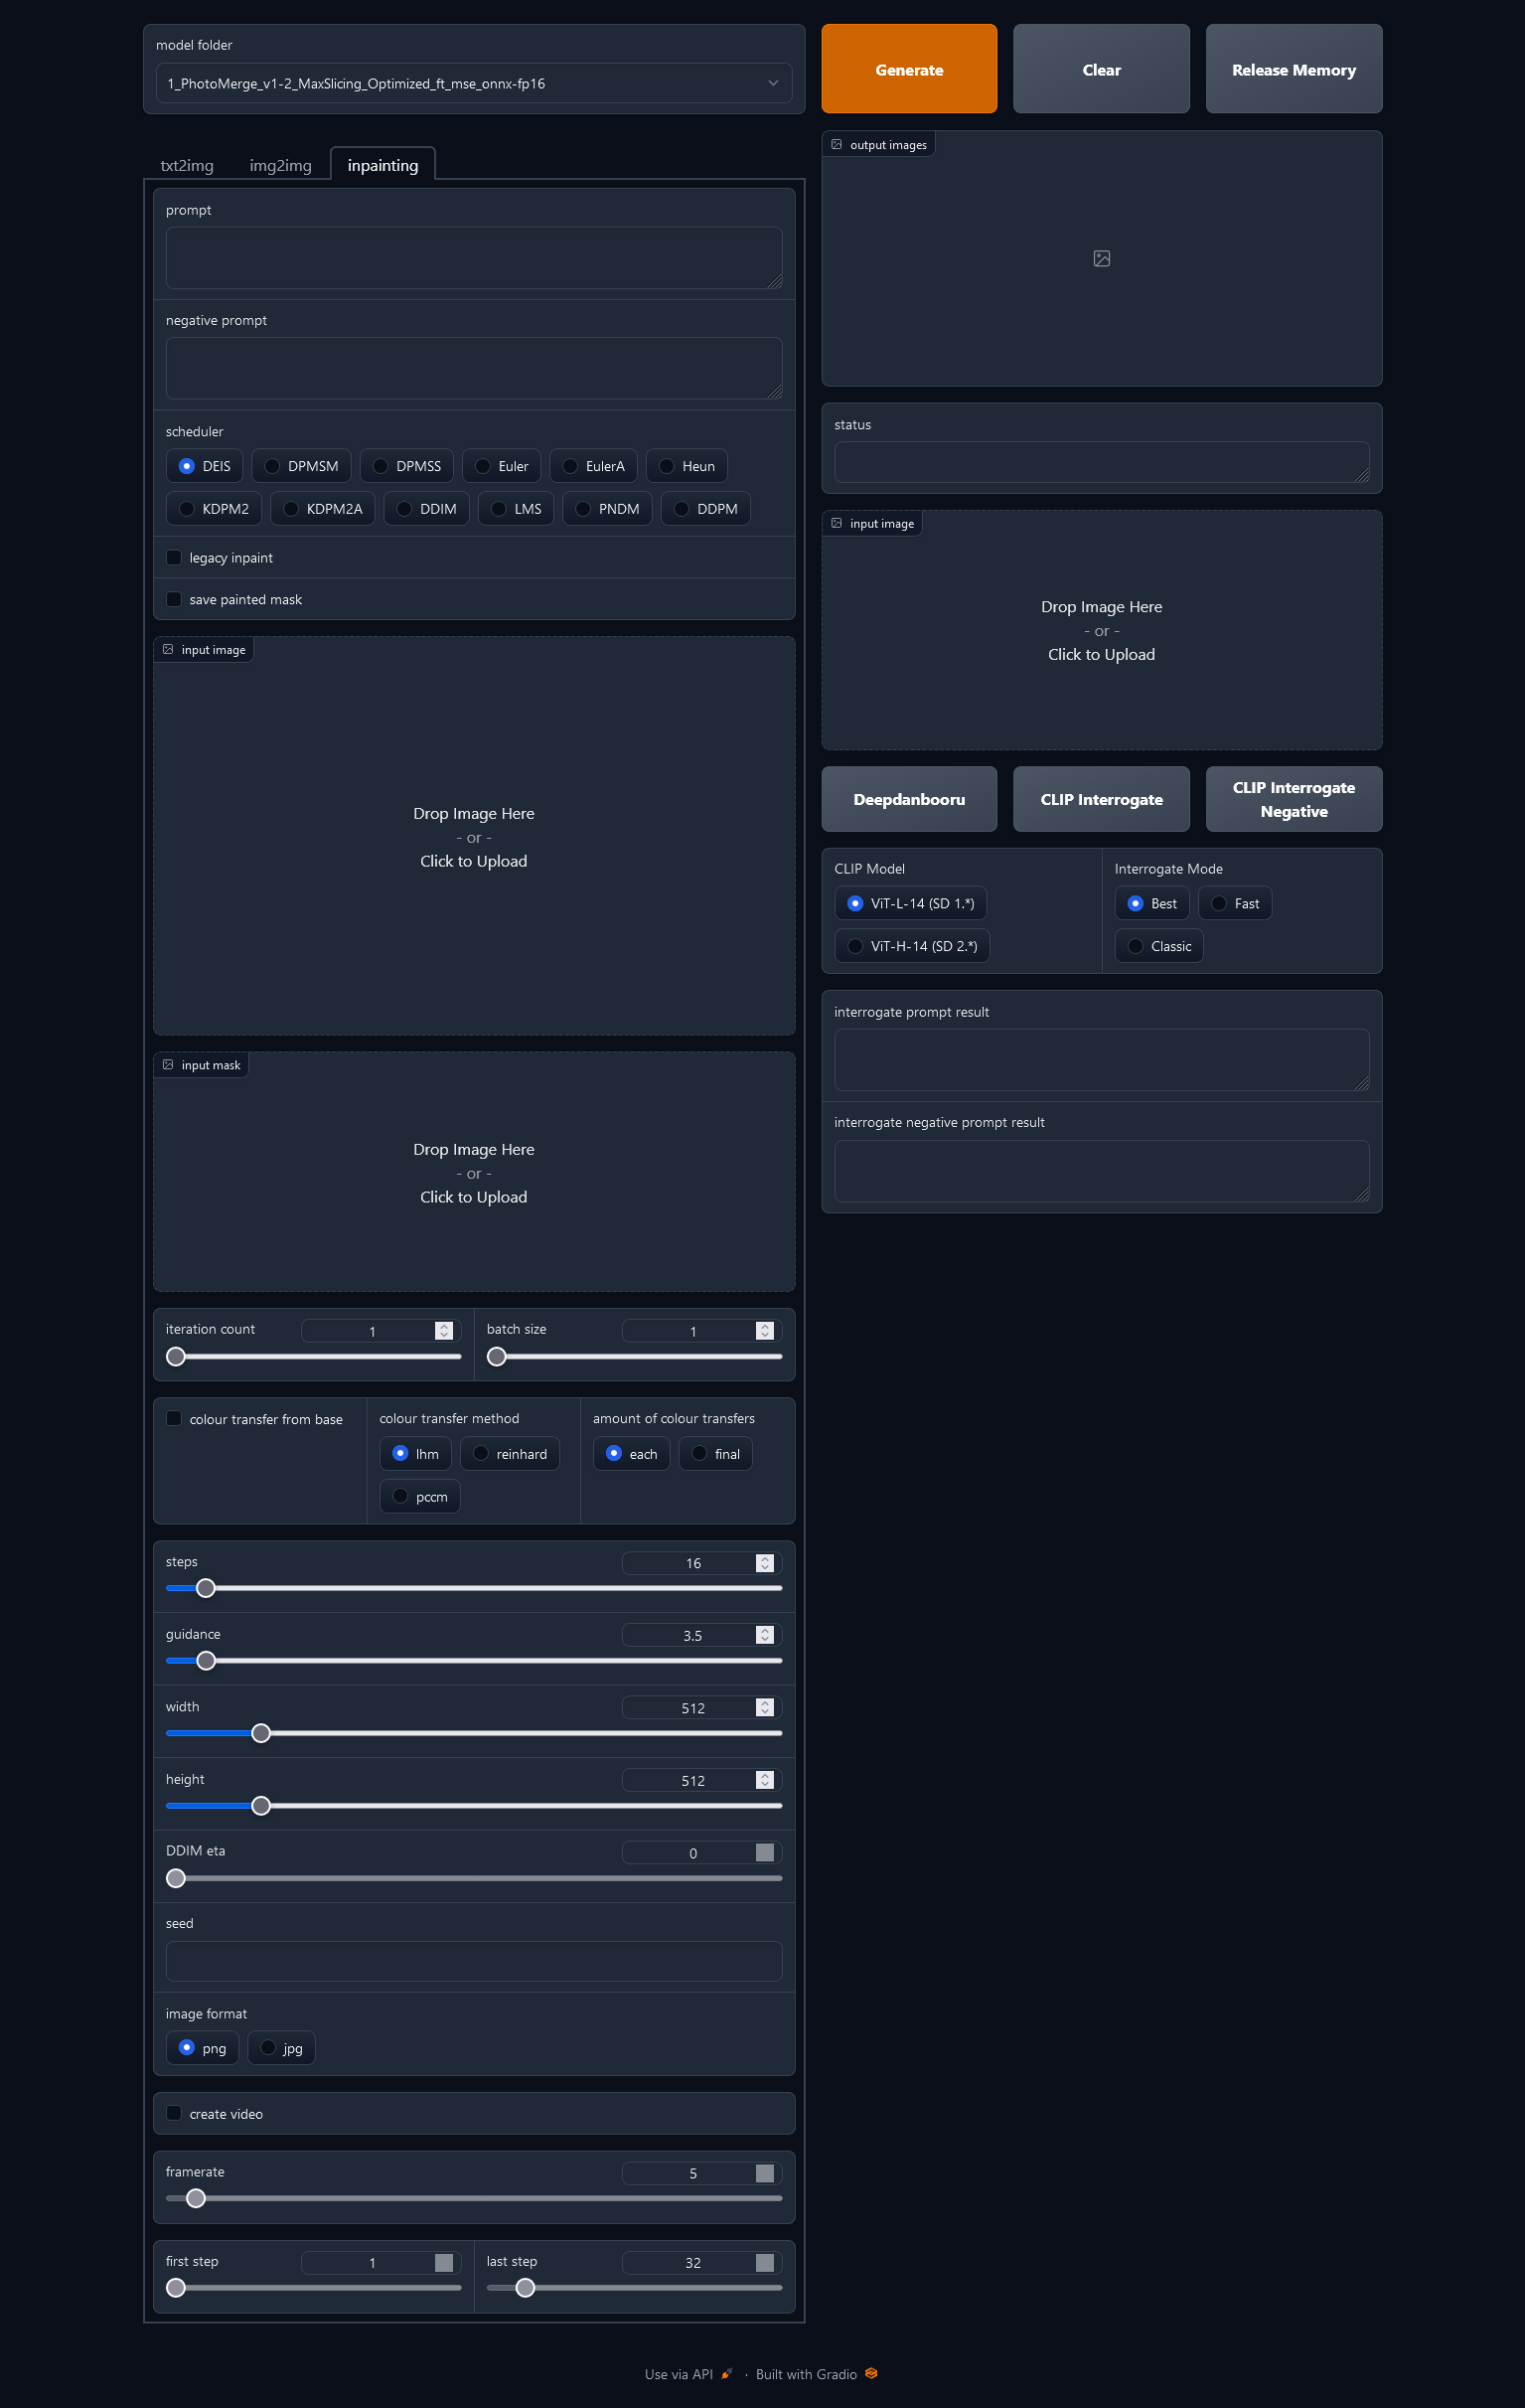 model folder
1_PhotoMerge_v1-2_MaxSlicing_Optimized_ft_mse_onnx-fp16
txt2img img2img inpainting
prompt
negative prompt
scheduler
DEIS DPMSM DPMSS Euler EulerA Heun
KDPM2 KDPM2A DDIM LMS PNDM DDPM
legacy inpaint
save painted mask
input image
Drop Image Here
- or -
Click to Upload
input mask
Drop Image Here
- or -
Click to Upload
iteration count 1 batch size 1
colour transfer from base colour transfer method amount of colour transfers
lhm reinhard each final
pccm
steps 16
guidance 3.5
width 512
height 512
DDIM eta 0
seed
image format
png jpg
create video
framerate 5
first step 1 last step 32
Generate Clear Release Memory
output images
status
input image
Drop Image Here
- or -
Click to Upload
Deepdanbooru CLIP Interrogate CLIP Interrogate
Negative
CLIP Model Interrogate Mode
ViT-L-14 (SD 1.*) Best Fast
ViT-H-14 (SD 2.*) Classic
interrogate prompt result
interrogate negative prompt result
Use via API · Built with Gradio